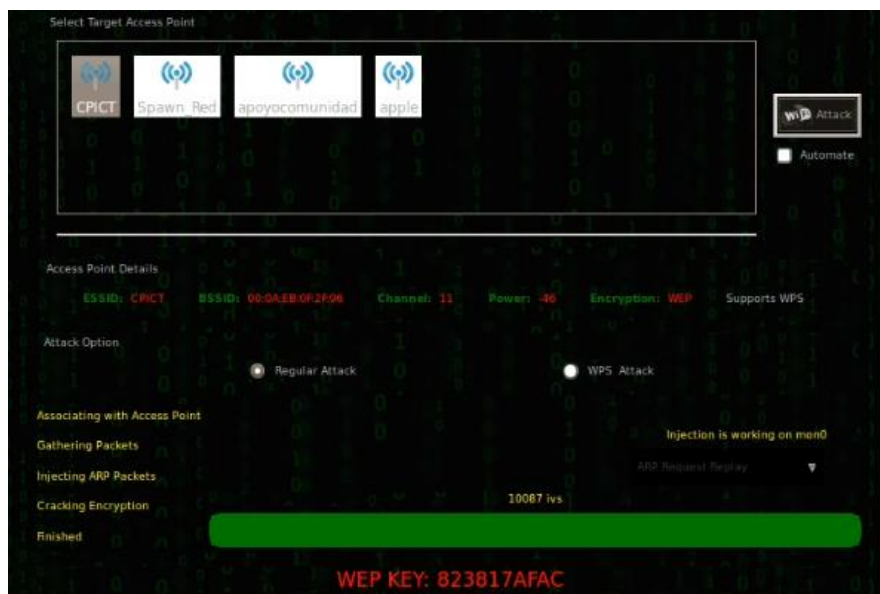 Select Target Access Point
CPICT Spawn_Red apoyocomunidad apple
WiFi Attack
Automate
Access Point Details
ESSID: CPICT BSSID: 00:0A:EB:0F:2F:96 Channel: 11 Power: -46 Encryption: WEP Supports WPS
Attack Option
Regular Attack WPS Attack
Associating with Access Point
Injection is working on mon0
Gathering Packets
ARP Request Replay
Injecting ARP Packets
10087 ivs
Cracking Encryption
Finished
WEP KEY: 823817AFAC